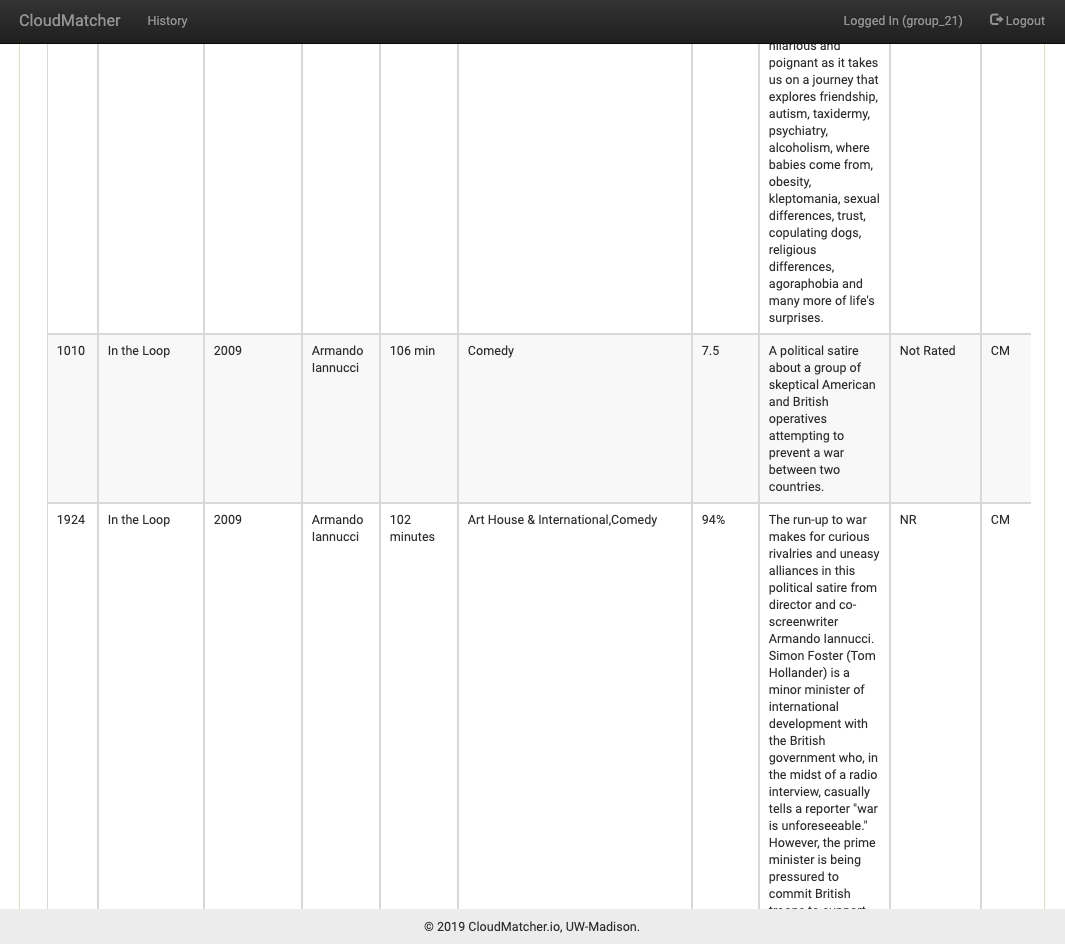 CloudMatcher History Logged In (group_21) Logout
hilarious and
poignant as it takes
us on a journey that
explores friendship,
autism, taxidermy,
psychiatry,
alcoholism, where
babies come from,
obesity,
kleptomania, sexual
differences, trust,
copulating dogs,
religious
differences,
agoraphobia and
many more of life's
surprises.
1010 In the Loop 2009 Armando 106 min Comedy 7.5 A political satire Not Rated CM
Iannucci about a group of
skeptical American
and British
operatives
attempting to
prevent a war
between two
countries.
1924 In the Loop 2009 Armando 102 Art House & International,Comedy 94% The run-up to war NR CM
Iannucci minutes makes for curious
rivalries and uneasy
alliances in this
political satire from
director and co-
screenwriter
Armando Iannucci.
Simon Foster (Tom
Hollander) is a
minor minister of
international
development with
the British
government who, in
the midst of a radio
interview, casually
tells a reporter "war
is unforeseeable."
However, the prime
minister is being
pressured to
commit British
troops to support
© 2019 CloudMatcher.io, UW-Madison.